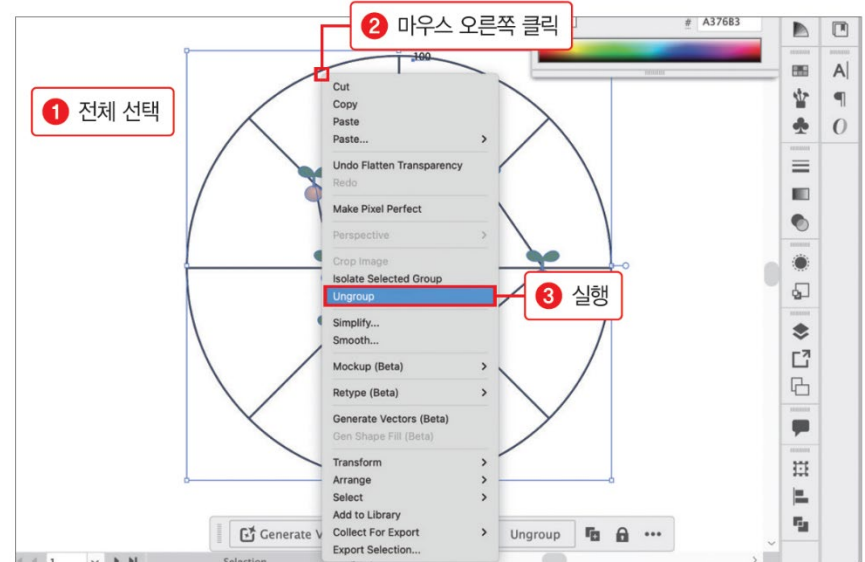 2 마우스 오른쪽 클릭
# A376B3
100
1 전체 선택
Cut
Copy
Paste
Paste...
Undo Flatten Transparency
Redo
Make Pixel Perfect
Perspective
Crop Image
Isolate Selected Group
Ungroup
3 실행
Simplify...
Smooth...
Mockup (Beta)
Retype (Beta)
Generate Vectors (Beta)
Gen Shape Fill (Beta)
Transform
Arrange
Select
Add to Library
Collect For Export
Export Selection...
Generate V
Ungroup
1
Selection